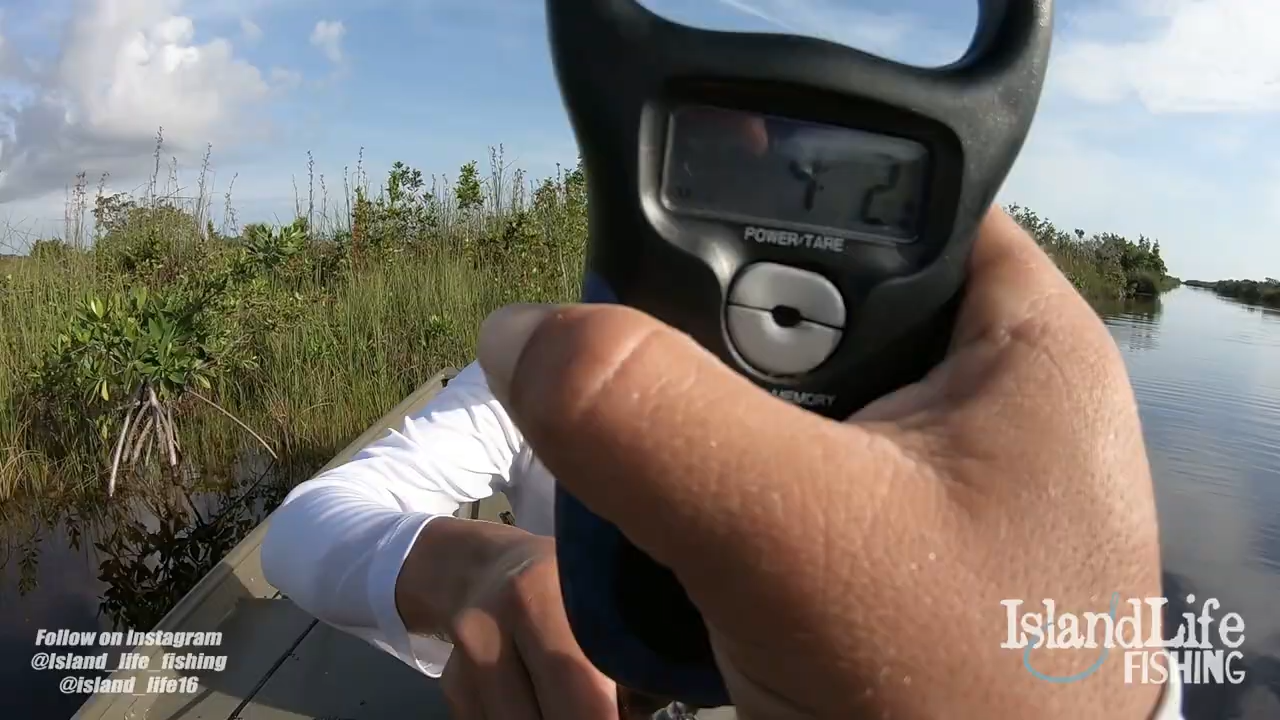 POWER/TARE
MEMORY
Follow on Instagram
@Island_life_fishing
@island_life16
IslandLife
FISHING